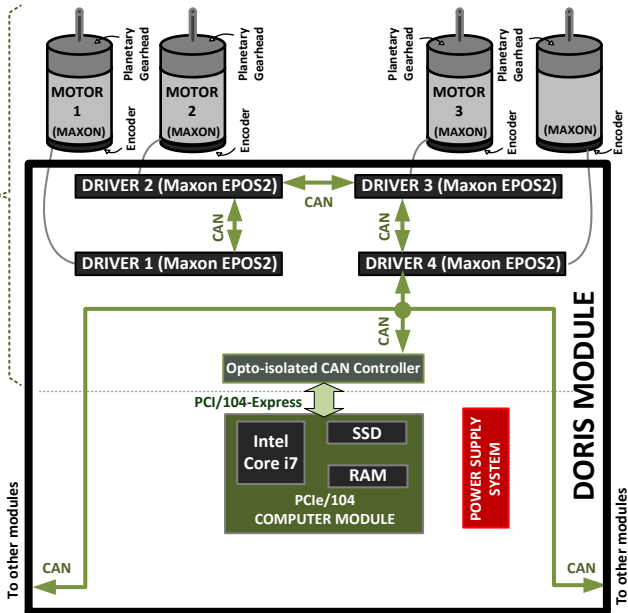 Planetary
Gearhead
Planetary
Gearhead
Planetary
Gearhead
Planetary
Gearhead
MOTOR
1
(MAXON)
Encoder
MOTOR
2
(MAXON)
Encoder
MOTOR
3
(MAXON)
Encoder
(MAXON)
Encoder
DRIVER 2 (Maxon EPOS2)
CAN
DRIVER 3 (Maxon EPOS2)
CAN
CAN
DRIVER 1 (Maxon EPOS2)
DRIVER 4 (Maxon EPOS2)
CAN
Opto-isolated CAN Controller
PCI/104-Express
Intel
Core i7
SSD
RAM
PCIe/104
COMPUTER MODULE
POWER SUPPLY
SYSTEM
DORIS MODULE
To other modules
CAN
CAN
To other modules